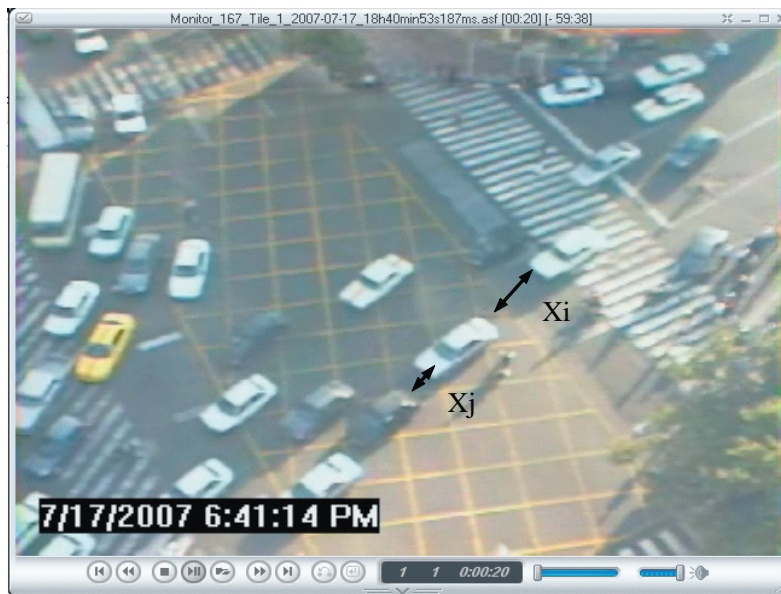 Monitor_167_Tile_1_2007-07-17_18h40min53s187ms.asf [00:20] [- 59:38]
Xi
Xj
7/17/2007 6:41:14 PM
1 1 0:00:20